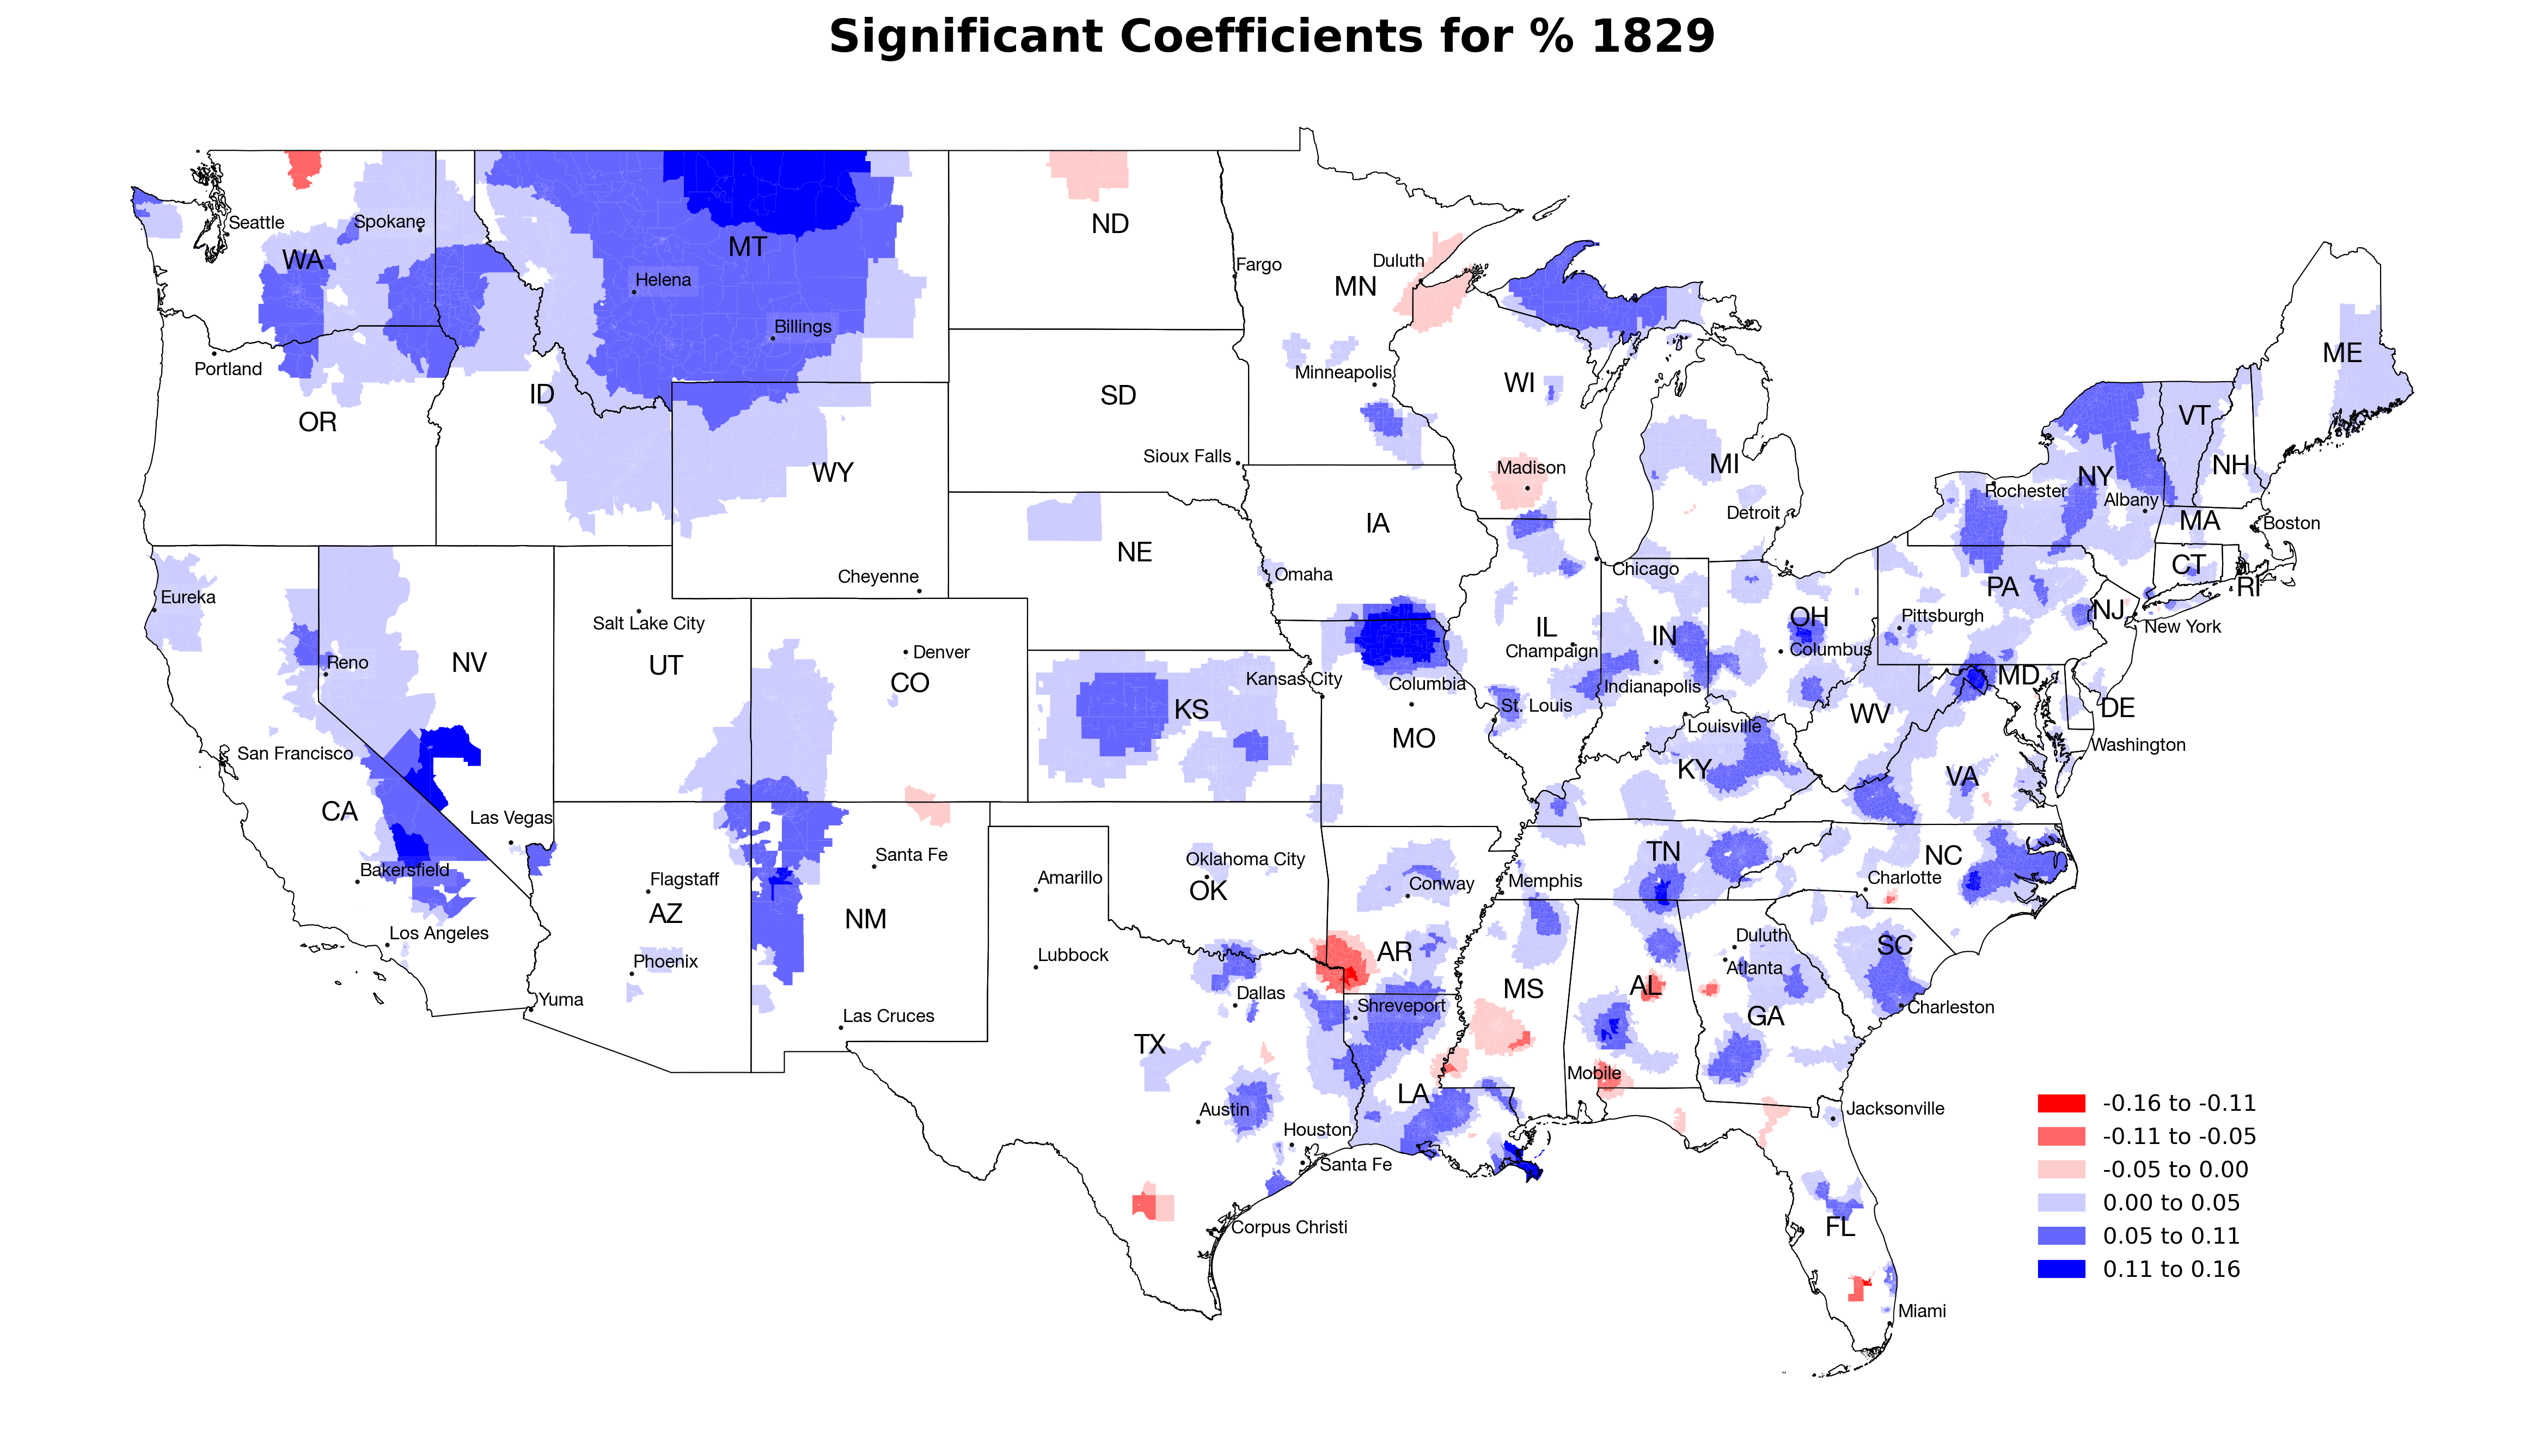 Significant Coefficients for % 1829
Seattle
Spokane
WA
MT
ND
Helena
Fargo
Duluth
MN
Billings
Portland
ID
OR
SD
Minneapolis
WI
ME
Sioux Falls
WY
Madison
MI
VT
NH
NY
Rochester
Albany
Detroit
MA
Boston
IA
NE
Cheyenne
Omaha
Chicago
CT
RI
PA
Eureka
Salt Lake City
UT
NV
Reno
Denver
CO
IL
Champaign
IN
OH
Columbus
Pittsburgh
NJ
New York
Kansas City
KS
Columbia
MO
St. Louis
Indianapolis
Louisville
MD
DE
WV
Washington
San Francisco
CA
Las Vegas
KY
VA
Bakersfield
Los Angeles
Flagstaff
AZ
Phoenix
Yuma
Santa Fe
NM
Las Cruces
Amarillo
Lubbock
Oklahoma City
OK
Conway
AR
Memphis
TN
NC
Charlotte
Dallas
Shreveport
MS
AL
Duluth
Atlanta
GA
SC
Charleston
TX
Austin
Houston
Santa Fe
LA
Mobile
Jacksonville
Corpus Christi
FL
Miami
-0.16 to -0.11
-0.11 to -0.05
-0.05 to 0.00
0.00 to 0.05
0.05 to 0.11
0.11 to 0.16